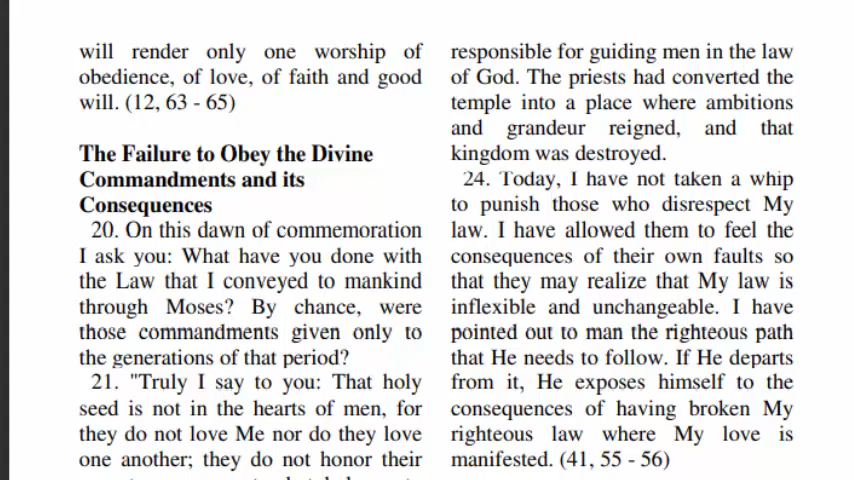 will render only one worship of
obedience, of love, of faith and good
will. (12, 63 - 65)
The Failure to Obey the Divine
Commandments and its
Consequences
20. On this dawn of commemoration
I ask you: What have you done with
the Law that I conveyed to mankind
through Moses? By chance, were
those commandments given only to
the generations of that period?
21. "Truly I say to you: That holy
seed is not in the hearts of men, for
they do not love Me nor do they love
one another; they do not honor their
responsible for guiding men in the law
of God. The priests had converted the
temple into a place where ambitions
and grandeur reigned, and that
kingdom was destroyed.
24. Today, I have not taken a whip
to punish those who disrespect My
law. I have allowed them to feel the
consequences of their own faults so
that they may realize that My law is
inflexible and unchangeable. I have
pointed out to man the righteous path
that He needs to follow. If He departs
from it, He exposes himself to the
consequences of having broken My
righteous law where My love is
manifested. (41, 55 - 56)